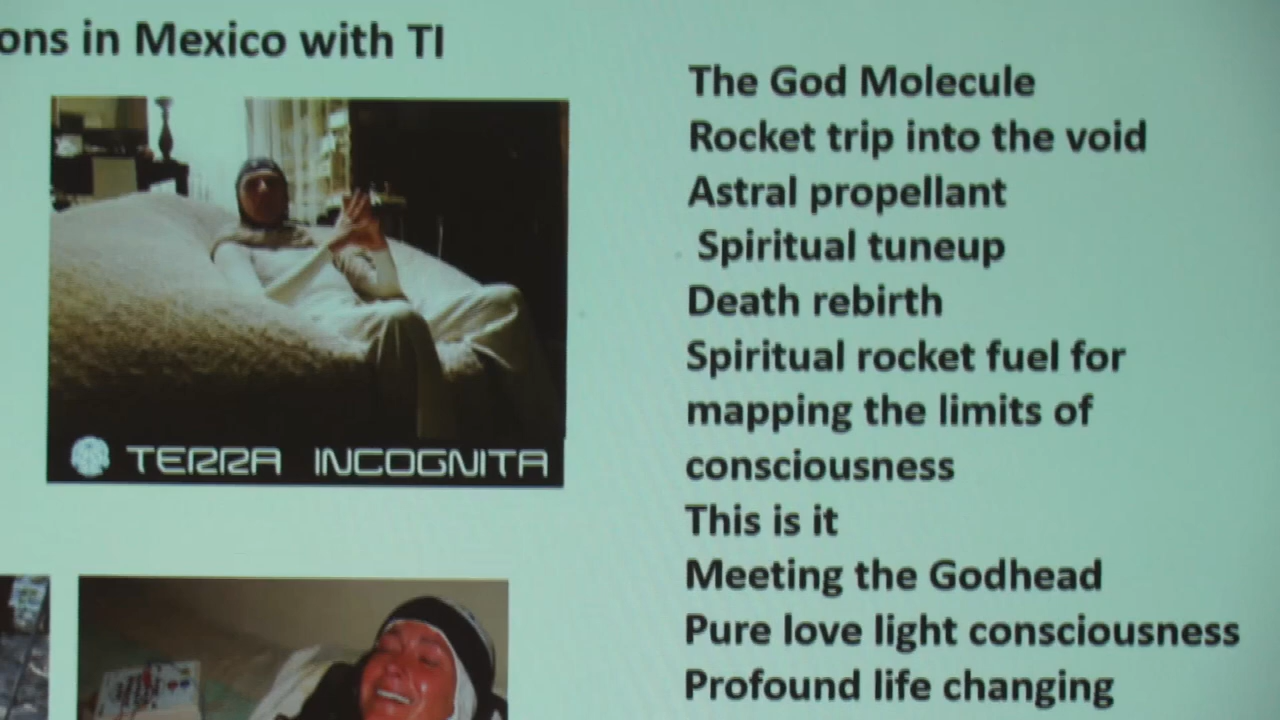 ons in Mexico with TI
TERRA INCOGNITA
The God Molecule
Rocket trip into the void
Astral propellant
Spiritual tuneup
Death rebirth
Spiritual rocket fuel for
mapping the limits of
consciousness
This is it
Meeting the Godhead
Pure love light consciousness
Profound life changing